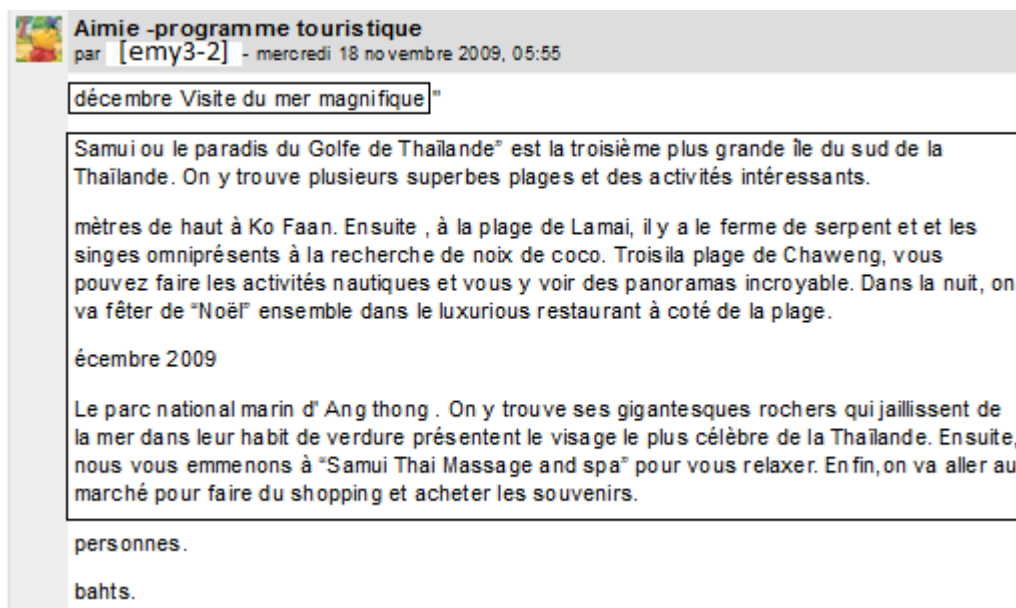 Aimie -programme touristique
par [emy3-2] - mercredi 18 novembre 2009, 05:55
décembre Visite du mer magnifique "
Samui ou le paradis du Golfe de Thaïlande" est la troisième plus grande île du sud de la
Thaïlande. On y trouve plusieurs superbes plages et des activités intéressants.
mètres de haut à Ko Faan. Ensuite , à la plage de Lamai, il y a le ferme de serpent et et les
singes omniprésents à la recherche de noix de coco. Troisila plage de Chaweng, vous
pouvez faire les activités nautiques et vous y voir des panoramas incroyable. Dans la nuit, on
va fêter de “Noël” ensemble dans le luxurious restaurant à coté de la plage.
écembre 2009
Le parc national marin d' Ang thong . On y trouve ses gigantesques rochers qui jaillissent de
la mer dans leur habit de verdure présentent le visage le plus célèbre de la Thaïlande. Ensuite,
nous vous emmenons à “Samui Thai Massage and spa” pour vous relaxer. Enfin,on va aller au
marché pour faire du shopping et acheter les souvenirs.
personnes.
bahts.